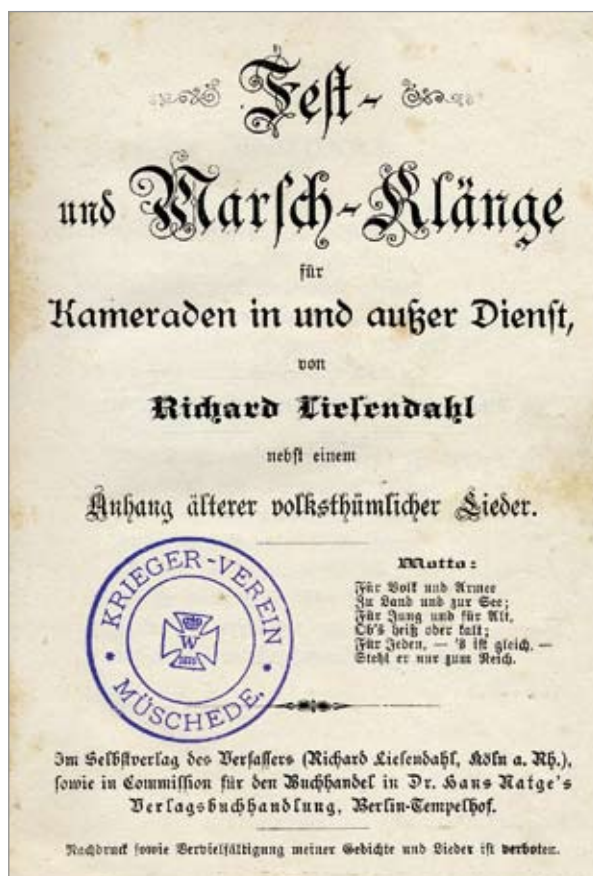 Fest-
und Marsch-Klänge
für
Kameraden in und außer Dienst,
von
Richard Liesendahl
nebst einem
Anhang älterer volksthümlicher Lieder.
Motto:
Für Volk und Armee
Zu Land und zur See;
Für Jung und für Alt,
Ob's heiß oder kalt;
Für Jeden, — 's ist gleich, —
Steht er nur zum Reich.
KRIEGER-VEREIN
W
MÜSCHEDE.
Im Selbstverlag des Verfassers (Richard Liesendahl, Köln a. Rh.),
sowie in Commission für den Buchhandel in Dr. Hans Natge's
Verlagsbuchhandlung, Berlin-Tempelhof.
Nachdruck sowie Vervielfältigung meiner Gedichte und Lieder ist verboten.